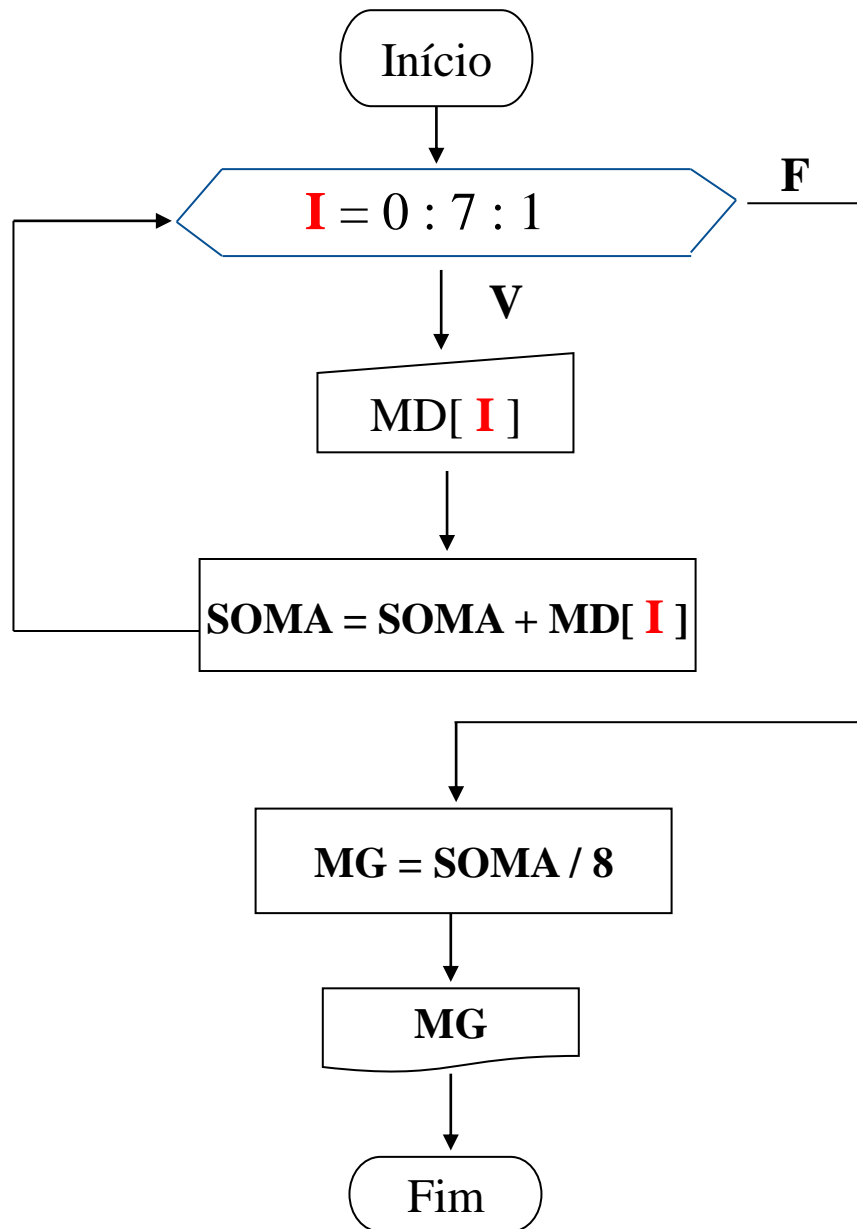 Início
I = 0 : 7 : 1
F
V
MD[ I ]
SOMA = SOMA + MD[ I ]
MG = SOMA / 8
MG
Fim